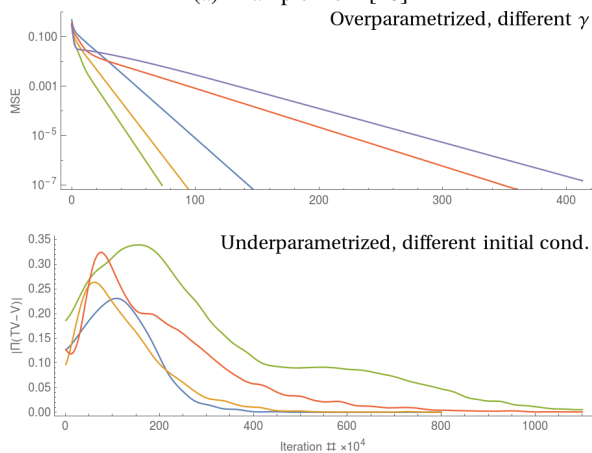 Overparametrized, different γ
0.100
0.001
10⁻⁵
10⁻⁷
MSE
0 100 200 300 400
Underparametrized, different initial cond.
0.35
0.30
0.25
0.20
0.15
0.10
0.05
0.00
|Π(TV-V)|
0 200 400 600 800 1000
Iteration # ×10⁴